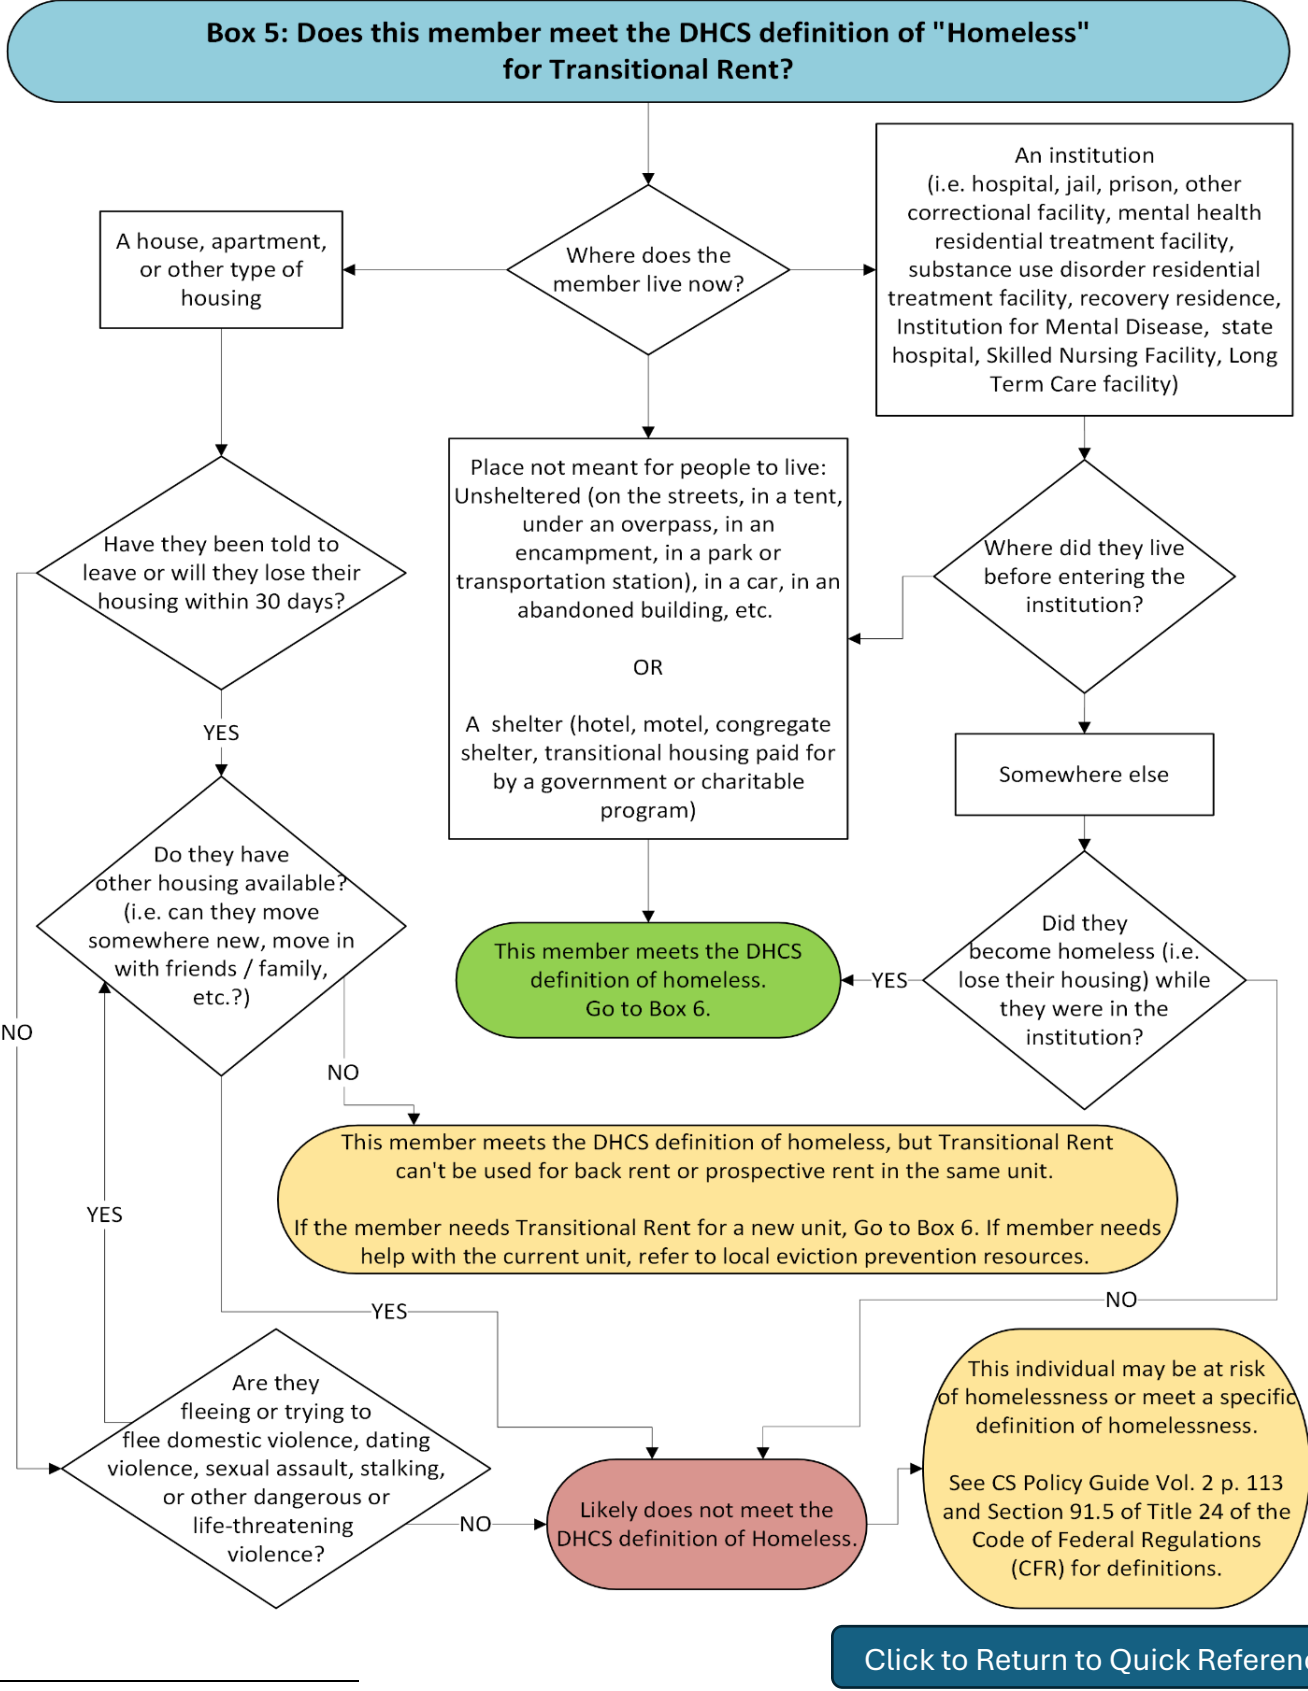 Box 5: Does this member meet the DHCS definition of "Homeless"
for Transitional Rent?
An institution
(i.e. hospital, jail, prison, other
correctional facility, mental health
residential treatment facility,
substance use disorder residential
treatment facility, recovery residence,
Institution for Mental Disease, state
hospital, Skilled Nursing Facility, Long
Term Care facility)
A house, apartment,
or other type of
housing
Where does the
member live now?
Place not meant for people to live:
Unsheltered (on the streets, in a tent,
under an overpass, in an
encampment, in a park or
transportation station), in a car, in an
abandoned building, etc.
OR
A shelter (hotel, motel, congregate
shelter, transitional housing paid for
by a government or charitable
program)
Have they been told to
leave or will they lose their
housing within 30 days?
Where did they live
before entering the
institution?
YES
Somewhere else
Do they have
other housing available?
(i.e. can they move
somewhere new, move in
with friends / family,
etc.?)
This member meets the DHCS
definition of homeless.
Go to Box 6.
YES
Did they
become homeless (i.e.
lose their housing) while
they were in the
institution?
NO
NO
This member meets the DHCS definition of homeless, but Transitional Rent
can't be used for back rent or prospective rent in the same unit.
If the member needs Transitional Rent for a new unit, Go to Box 6. If member needs
help with the current unit, refer to local eviction prevention resources.
YES
YES
NO
Are they
fleeing or trying to
flee domestic violence, dating
violence, sexual assault, stalking,
or other dangerous or
life-threatening
violence?
NO
Likely does not meet the
DHCS definition of Homeless.
This individual may be at risk
of homelessness or meet a specific
definition of homelessness.
See CS Policy Guide Vol. 2 p. 113
and Section 91.5 of Title 24 of the
Code of Federal Regulations
(CFR) for definitions.
Click to Return to Quick Referen